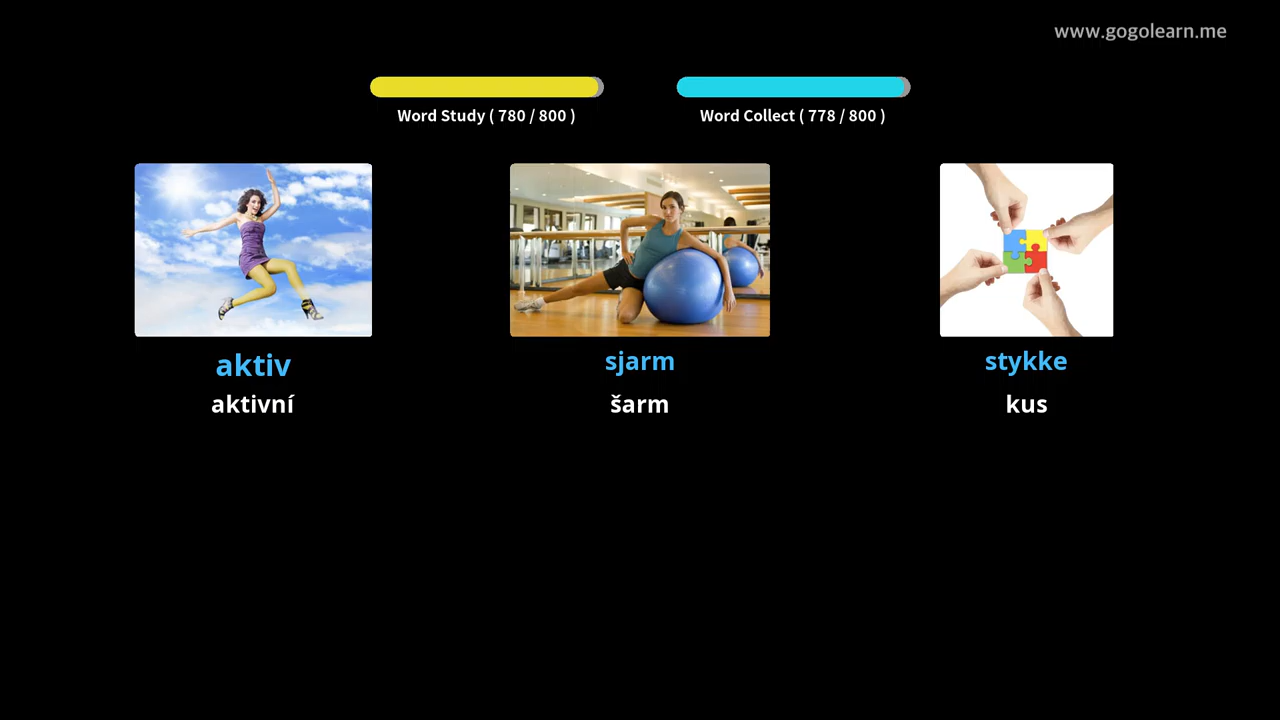 www.gogolearn.me
Word Study ( 780 / 800 )
Word Collect ( 778 / 800 )
aktiv
sjarm
stykke
aktivní
šarm
kus